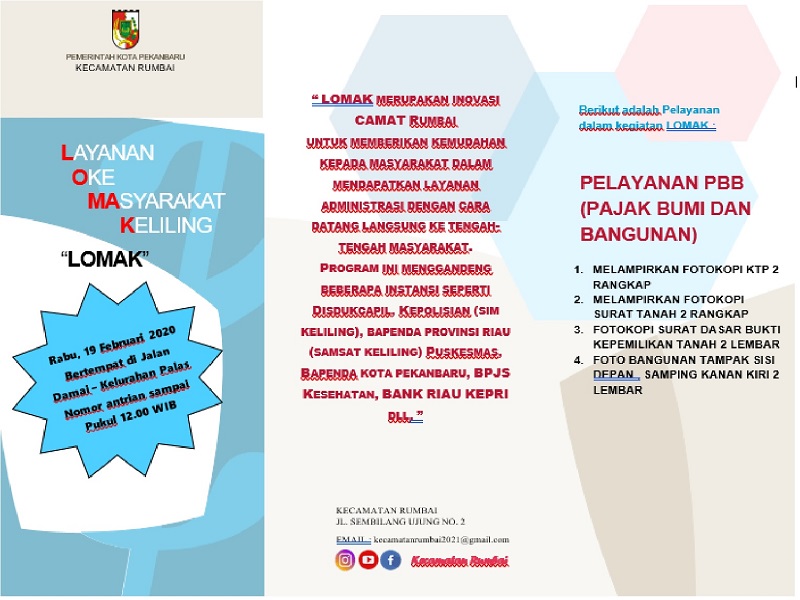 PEMERINTAH KOTA PEKANBARU
KECAMATAN RUMBAI
LAYANAN
OKE
MASYARAKAT
KELILING
“LOMAK”
Rabu, 19 Februari 2020
Bertempat di Jalan
Damai – Kelurahan Palas
Nomor antrian sampai
Pukul 12.00 WIB
“ LOMAK MERUPAKAN INOVASI
CAMAT RUMBAI
UNTUK MEMBERIKAN KEMUDAHAN
KEPADA MASYARAKAT DALAM
MENDAPATKAN LAYANAN
ADMINISTRASI DENGAN CARA
DATANG LANGSUNG KE TENGAH-
TENGAH MASYARAKAT.
PROGRAM INI MENGGANDENG
BEBERAPA INSTANSI SEPERTI
DISDUKCAPIL, KEPOLISIAN (SIM
KELILING), BAPENDA PROVINSI RIAU
(SAMSAT KELILING) PUSKESMAS,
BAPENDA KOTA PEKANBARU, BPJS
KESEHATAN, BANK RIAU KEPRI
DLL. ”
KECAMATAN RUMBAI
JL. SEMBILANG UJUNG NO. 2
EMAIL : kecamatanrumbai2021@gmail.com
Kecamatan Rumbai
Berikut adalah Pelayanan
dalam kegiatan LOMAK :
PELAYANAN PBB
(PAJAK BUMI DAN
BANGUNAN)
1. MELAMPIRKAN FOTOKOPI KTP 2
RANGKAP
2. MELAMPIRKAN FOTOKOPI
SURAT TANAH 2 RANGKAP
3. FOTOKOPI SURAT DASAR BUKTI
KEPEMILIKAN TANAH 2 LEMBAR
4. FOTO BANGUNAN TAMPAK SISI
DEPAN , SAMPING KANAN KIRI 2
LEMBAR